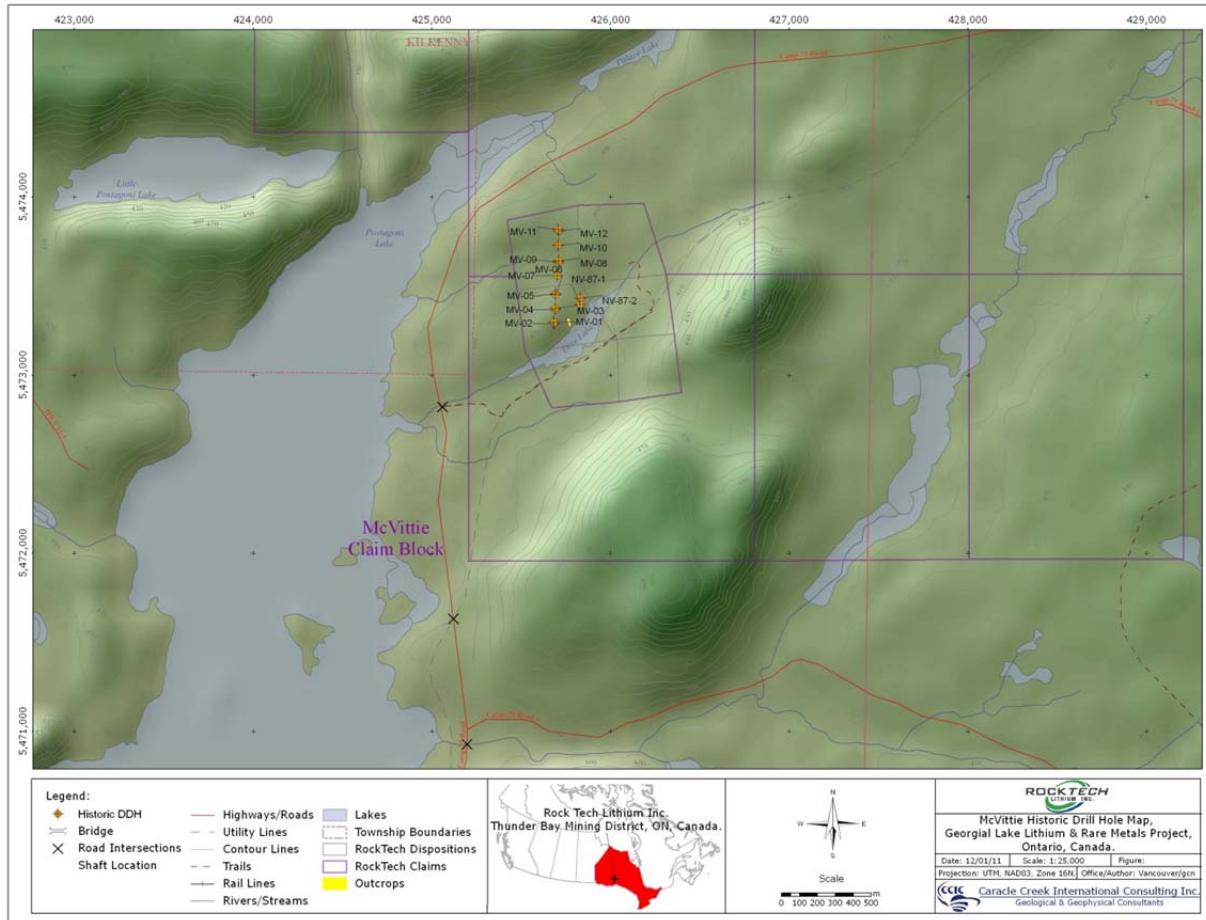 423,000
424,000
425,000
426,000
427,000
428,000
429,000
5,474,000
5,473,000
5,472,000
5,471,000
KILKENNY
Little
Postagoni Lake
Postagoni
Lake
MV-11
MV-12
MV-10
MV-09
MV-08
MV-07
NV-87-1
MV-05
NV-87-2
MV-04
MV-03
MV-02
MV-01
McVittie
Claim Block
Legend:
Historic DDH
Bridge
Road Intersections
Shaft Location
Highways/Roads
Utility Lines
Contour Lines
Trails
Rail Lines
Rivers/Streams
Lakes
Township Boundaries
RockTech Dispositions
RockTech Claims
Outcrops
Rock Tech Lithium Inc.
Thunder Bay Mining District, ON, Canada.
N
W
E
S
Scale
0 100 200 300 400 500 m
ROCKTECH
LITHIUM INC.
McVittie Historic Drill Hole Map,
Georgial Lake Lithium & Rare Metals Project,
Ontario, Canada.
Date: 12/01/11 Scale: 1:25,000 Figure:
Projection: UTM, NAD83, Zone 16N. Office/Author: Vancouver/gcn
CCIC Caracle Creek International Consulting Inc.
Geological & Geophysical Consultants